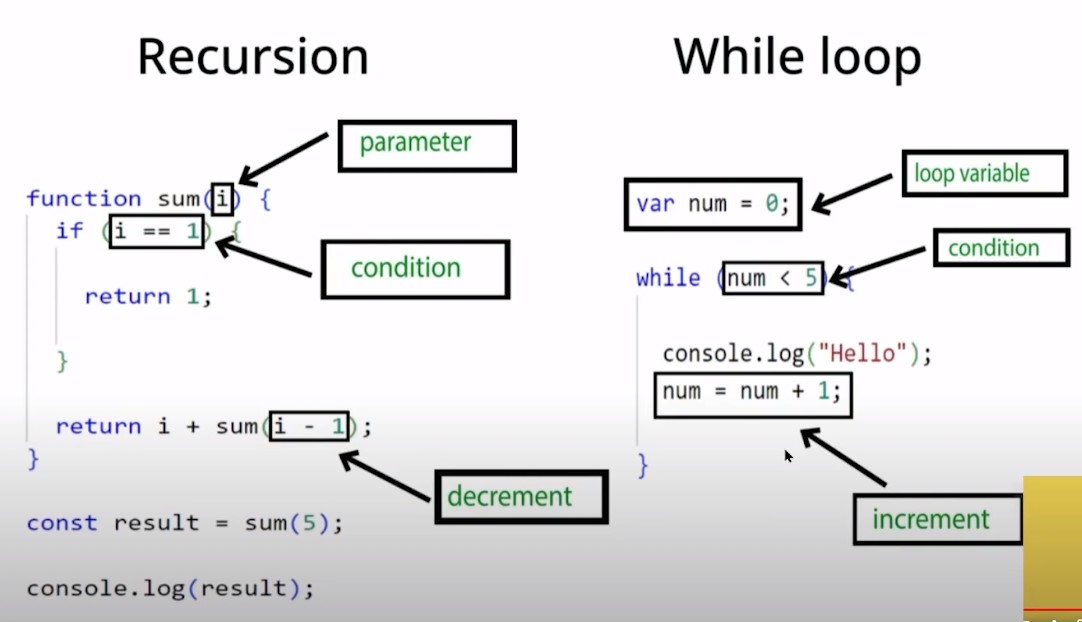 Recursion
parameter
function sum(i) {
if (i == 1) {
condition
return 1;
}
return i + sum(i - 1);
}
decrement
const result = sum(5);
console.log(result);
While loop
loop variable
var num = 0;
condition
while (num < 5) {
console.log("Hello");
num = num + 1;
}
increment